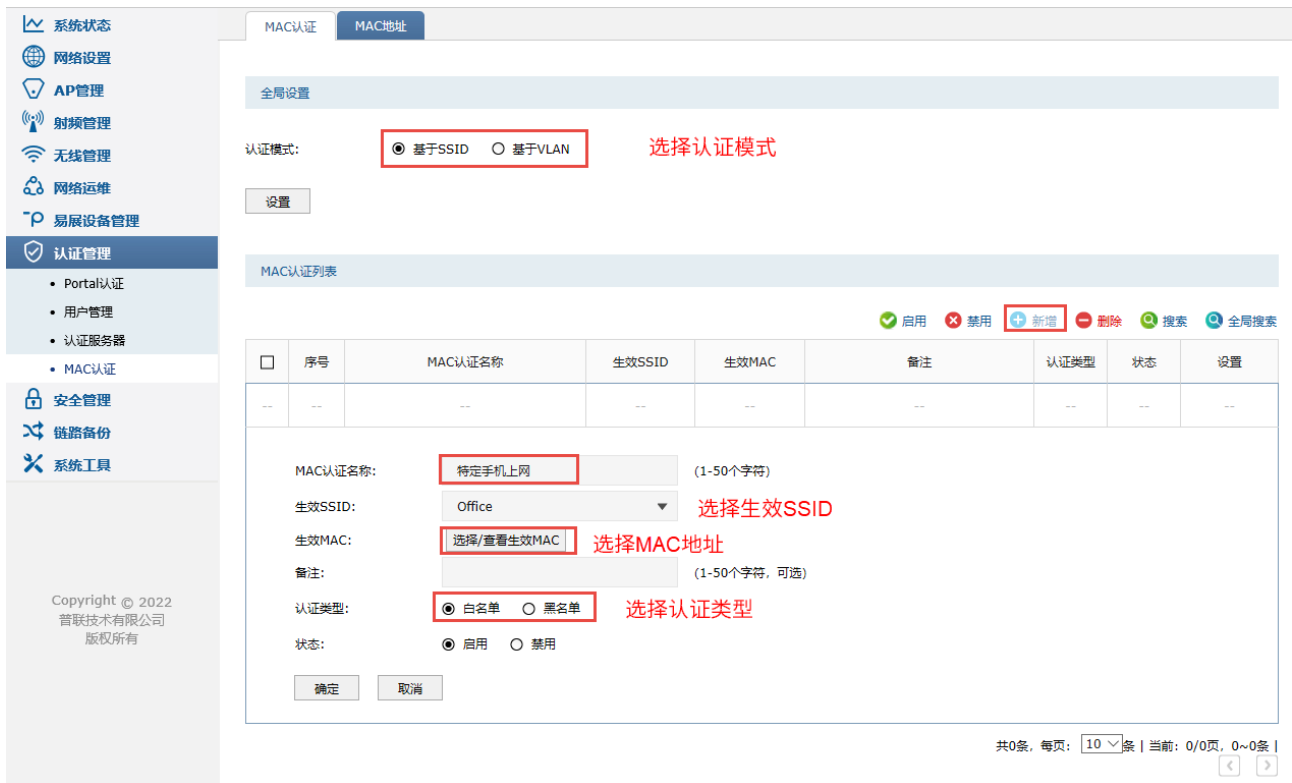 系统状态
网络设置
AP管理
射频管理
无线管理
网络运维
易展设备管理
认证管理
• Portal认证
• 用户管理
• 认证服务器
• MAC认证
安全管理
链路备份
系统工具
Copyright © 2022
普联技术有限公司
版权所有
MAC认证 MAC地址
全局设置
认证模式: 基于SSID 基于VLAN 选择认证模式
设置
MAC认证列表
启用 禁用 新增 删除 搜索 全局搜索
序号 MAC认证名称 生效SSID 生效MAC 备注 认证类型 状态 设置
-- -- -- -- -- -- -- -- --
MAC认证名称: 特定手机上网 (1-50个字符)
生效SSID: Office 选择生效SSID
生效MAC: 选择/查看生效MAC 选择MAC地址
备注: (1-50个字符, 可选)
认证类型: 白名单 黑名单 选择认证类型
状态: 启用 禁用
确定 取消
共0条, 每页: 10 条 | 当前: 0/0页, 0~0条 |